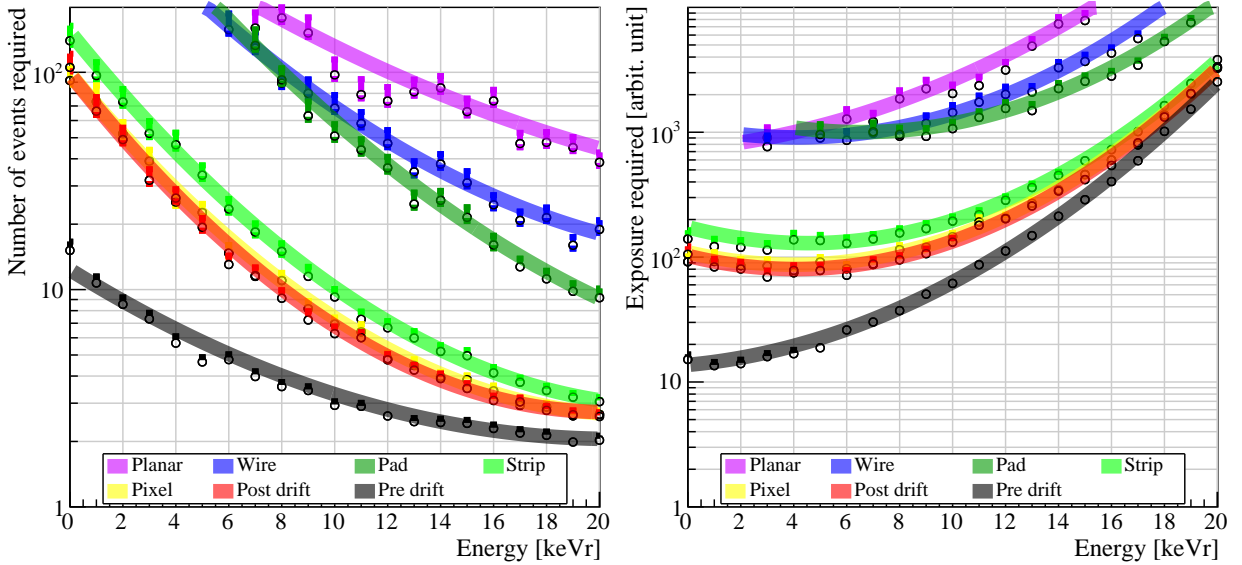 Number of events required
10²
10
1
0 2 4 6 8 10 12 14 16 18 20
Energy [keVr]
Planar Wire Pad Strip
Pixel Post drift Pre drift
Exposure required [arbit. unit]
10³
10²
10
1
0 2 4 6 8 10 12 14 16 18 20
Energy [keVr]
Planar Wire Pad Strip
Pixel Post drift Pre drift